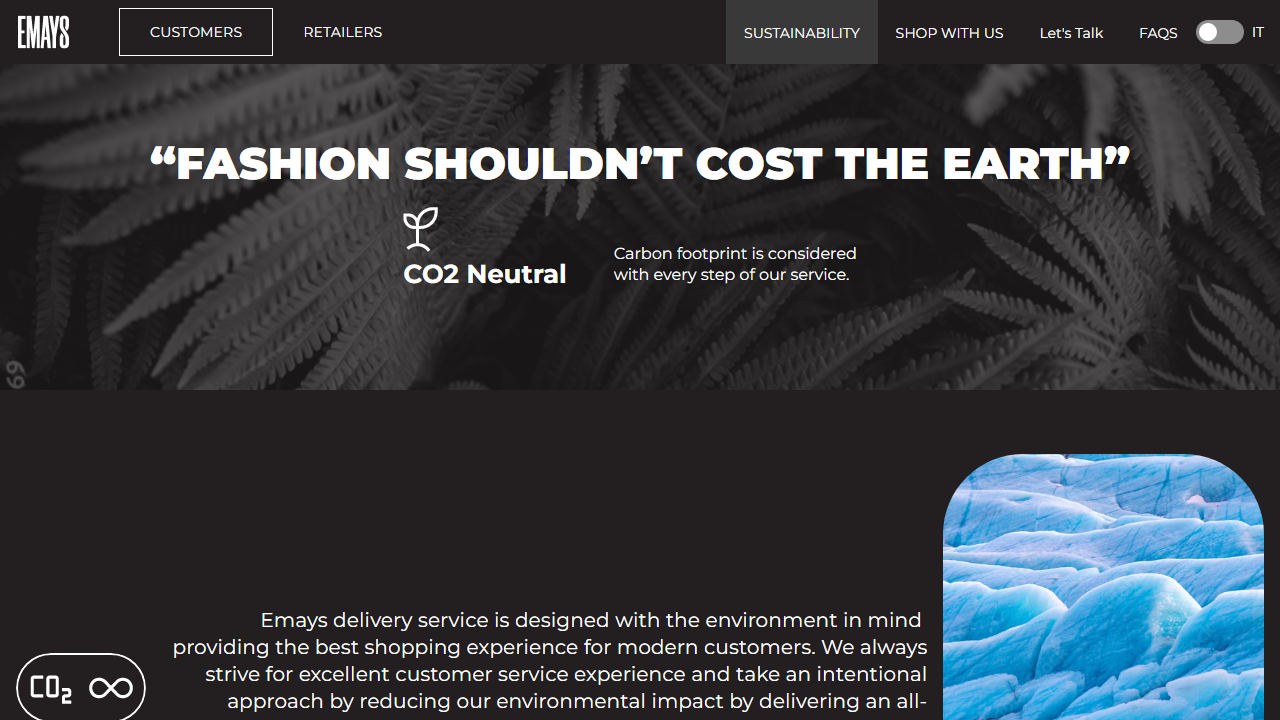 EMAYS
CUSTOMERS
RETAILERS
SUSTAINABILITY
SHOP WITH US
Let's Talk
FAQS
IT
“FASHION SHOULDN’T COST THE EARTH”
CO2 Neutral
Carbon footprint is considered
with every step of our service.
69
Emays delivery service is designed with the environment in mind
providing the best shopping experience for modern customers. We always
strive for excellent customer service experience and take an intentional
approach by reducing our environmental impact by delivering an all-
CO2